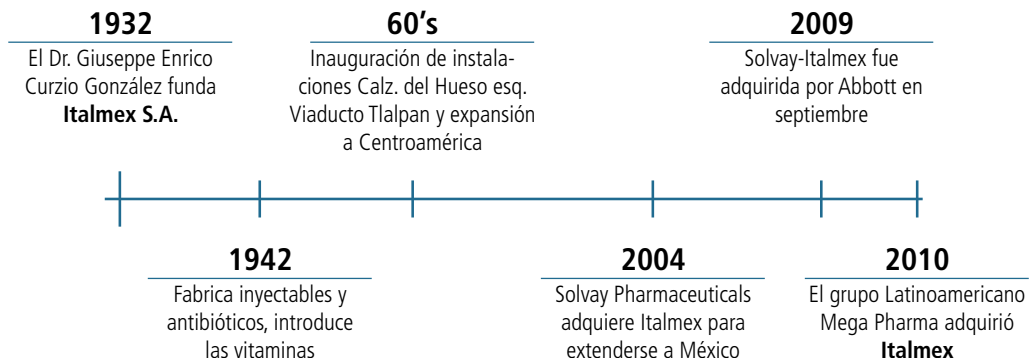 1932
El Dr. Giuseppe Enrico
Curzio González funda
Italmex S.A.
60's
Inauguración de instala-
ciones Calz. del Hueso esq.
Viaducto Tlalpan y expansión
a Centroamérica
2009
Solvay-Italmex fue
adquirida por Abbott en
septiembre
1942
Fabrica inyectables y
antibióticos, introduce
las vitaminas
2004
Solvay Pharmaceuticals
adquiere Italmex para
extenderse a México
2010
El grupo Latinoamericano
Mega Pharma adquirió
Italmex